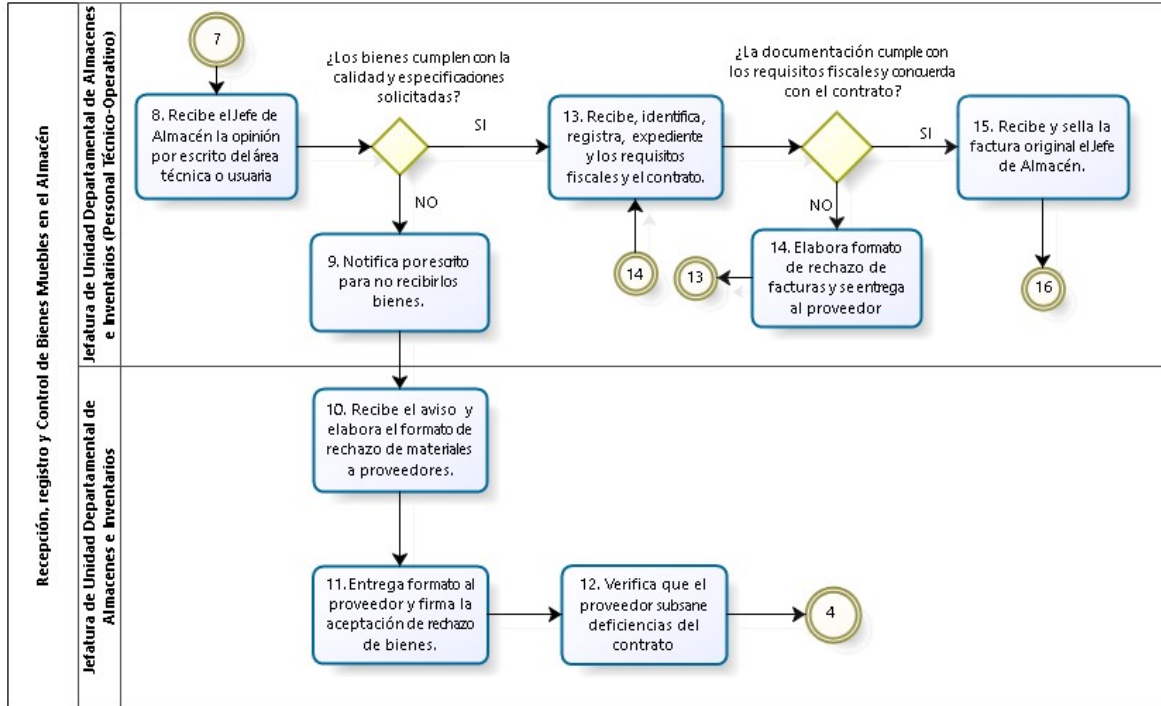 Recepción, registro y Control de Bienes Muebles en el Almacén
Jefatura de Unidad Departamental de Almacenes
e Inventarios (Personal Técnico-Operativo)
7
8. Recibe el Jefe de
Almacén la opinión
por escrito del área
técnica o usuaria
¿Los bienes cumplen con la
calidad y especificaciones
solicitadas?
SI
NO
9. Notifica por escrito
para no recibir los
bienes.
13. Recibe, identifica,
registra, expediente
y los requisitos
fiscales y el contrato.
14
¿La documentación cumple con
los requisitos fiscales y concuerda
con el contrato?
SI
NO
14. Elabora formato
de rechazo de
facturas y se entrega
al proveedor
13
15. Recibe y sella la
factura original el Jefe
de Almacén.
16
Jefatura de Unidad Departamental de
Almacenes e Inventarios
10. Recibe el aviso y
elabora el formato de
rechazo de materiales
a proveedores.
11. Entrega formato al
proveedor y firma la
aceptación de rechazo
de bienes.
12. Verifica que el
proveedor subsane
deficiencias del
contrato
4